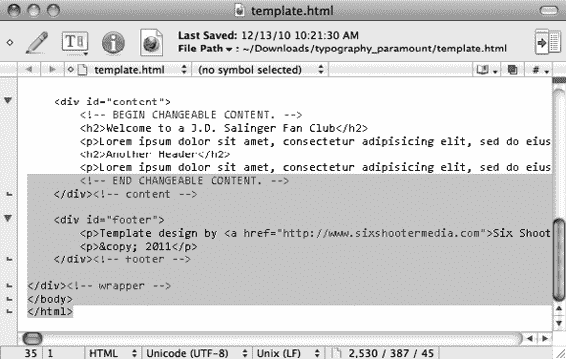 template.html
Last Saved: 12/13/10 10:21:30 AM
File Path ▾ : ~/Downloads/typography_paramount/template.html
template.html (no symbol selected) #
<div id="content">
<!-- BEGIN CHANGEABLE CONTENT. -->
<h2>Welcome to a J.D. Salinger Fan Club</h2>
<p>Lorem ipsum dolor sit amet, consectetur adipisicing elit, sed do eius
<h2>Another Header</h2>
<p>Lorem ipsum dolor sit amet, consectetur adipisicing elit, sed do eius
<!-- END CHANGEABLE CONTENT. -->
</div><!-- content -->
<div id="footer">
<p>Template design by <a href="http://www.sixshootermedia.com">Six Shoot
<p>&copy; 2011</p>
</div><!-- footer -->
</div><!-- wrapper -->
</body>
</html>
35 1 HTML Unicode (UTF-8) Unix (LF) 2,530 / 387 / 45